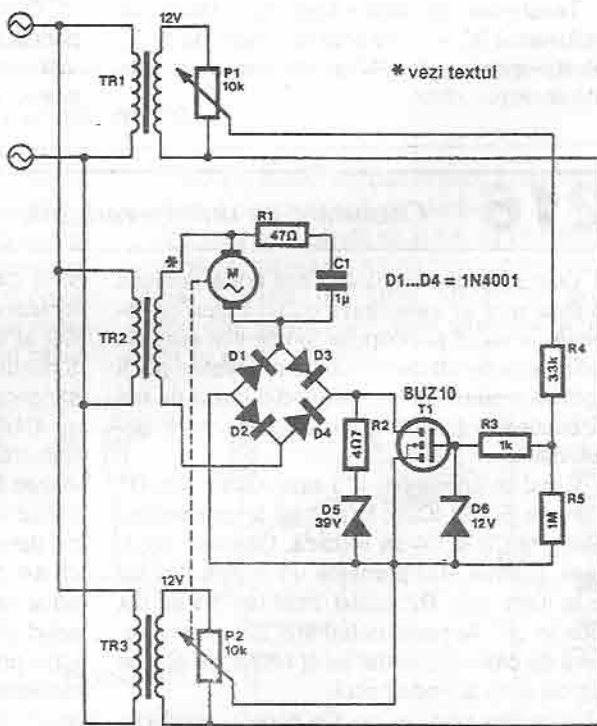 12V
TR1
P1
10k
* vezi textul
R1
47Ω
*
M
C1
1µ
D1...D4 = 1N4001
TR2
D1
D3
D2
D4
R4
33k
BUZ10
T1
R2
4Ω7
R3
1k
D5
39V
D6
12V
R5
1M
12V
TR3
P2
10k